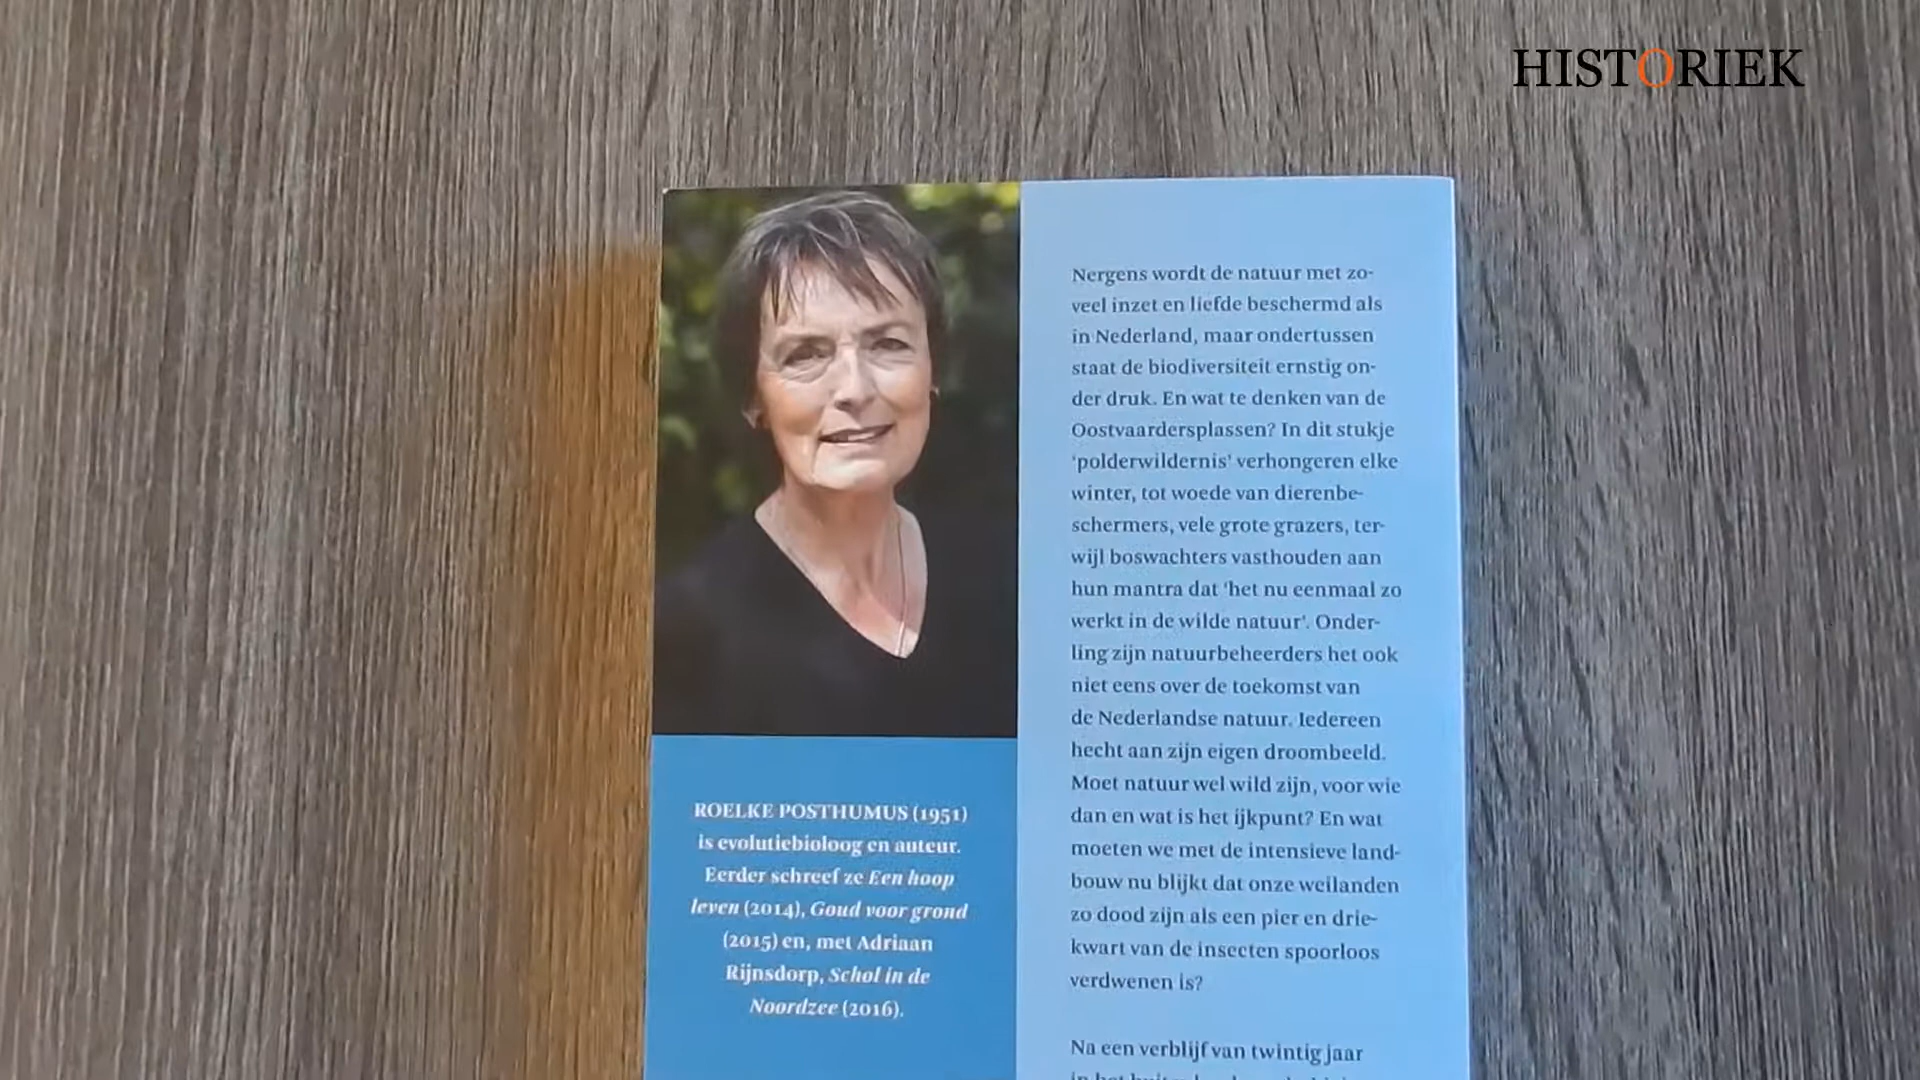 HISTORIEK
ROELKE POSTHUMUS (1951)
is evolutiebioloog en auteur.
Eerder schreef ze Een hoop
leven (2014), Goud voor grond
(2015) en, met Adriaan
Rijnsdorp, Schol in de
Noordzee (2016).
Nergens wordt de natuur met zo-
veel inzet en liefde beschermd als
in Nederland, maar ondertussen
staat de biodiversiteit ernstig on-
der druk. En wat te denken van de
Oostvaardersplassen? In dit stukje
‘polderwildernis’ verhongeren elke
winter, tot woede van dierenbe-
schermers, vele grote grazers, ter-
wijl boswachters vasthouden aan
hun mantra dat ‘het nu eenmaal zo
werkt in de wilde natuur’. Onder-
ling zijn natuurbeheerders het ook
niet eens over de toekomst van
de Nederlandse natuur. Iedereen
hecht aan zijn eigen droombeeld.
Moet natuur wel wild zijn, voor wie
dan en wat is het ijkpunt? En wat
moeten we met de intensieve land-
bouw nu blijkt dat onze weilanden
zo dood zijn als een pier en drie-
kwart van de insecten spoorloos
verdwenen is?
Na een verblijf van twintig jaar